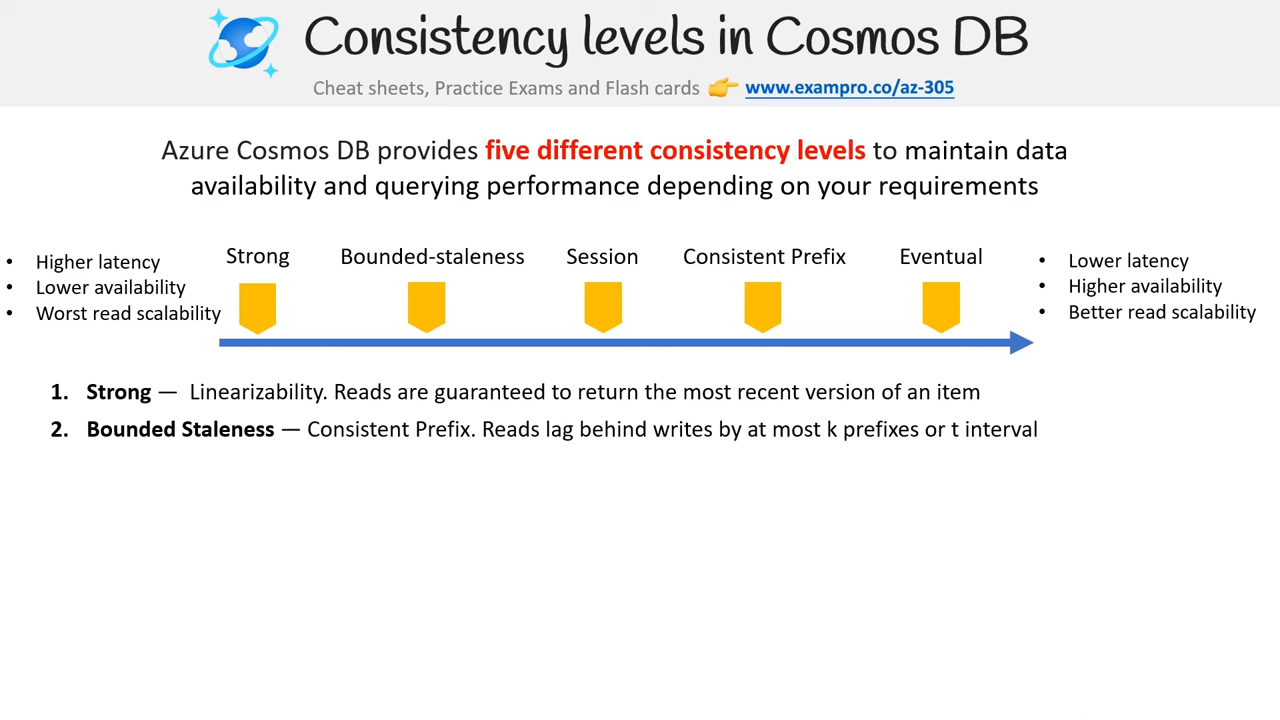 Consistency levels in Cosmos DB
Cheat sheets, Practice Exams and Flash cards 👉 www.exampro.co/az-305
Azure Cosmos DB provides five different consistency levels to maintain data
availability and querying performance depending on your requirements
• Higher latency
• Lower availability
• Worst read scalability
Strong
Bounded-staleness
Session
Consistent Prefix
Eventual
• Lower latency
• Higher availability
• Better read scalability
1. Strong — Linearizability. Reads are guaranteed to return the most recent version of an item
2. Bounded Staleness — Consistent Prefix. Reads lag behind writes by at most k prefixes or t interval